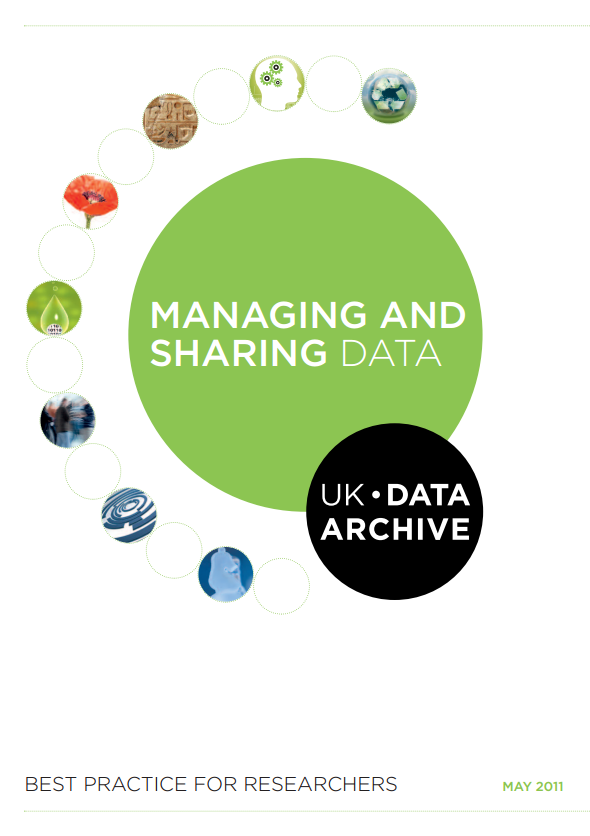 MANAGING AND
SHARING DATA
UK • DATA
ARCHIVE
BEST PRACTICE FOR RESEARCHERS
MAY 2011